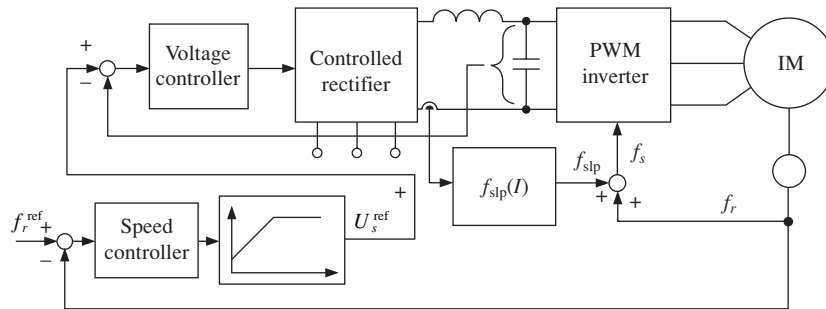 +
−
Voltage
controller
Controlled
rectifier
PWM
inverter
IM
f_slp(I)
f_slp
f_s
+
+
f_r
+
f_r^ref
+
−
Speed
controller
U_s^ref